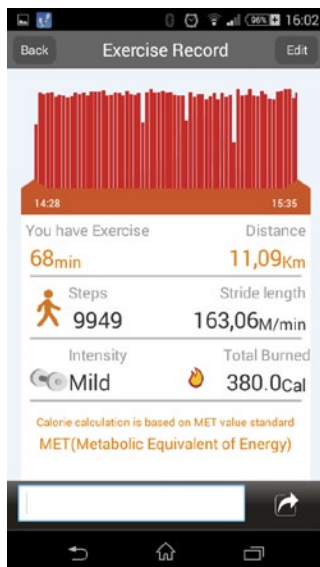 96% 16:02
Back Exercise Record Edit
14:28 15:35
You have Exercise Distance
68min 11,09Km
Steps Stride length
9949 163,06M/min
Intensity Total Burned
Mild 380.0Cal
Calorie calculation is based on MET value standard
MET(Metabolic Equivalent of Energy)